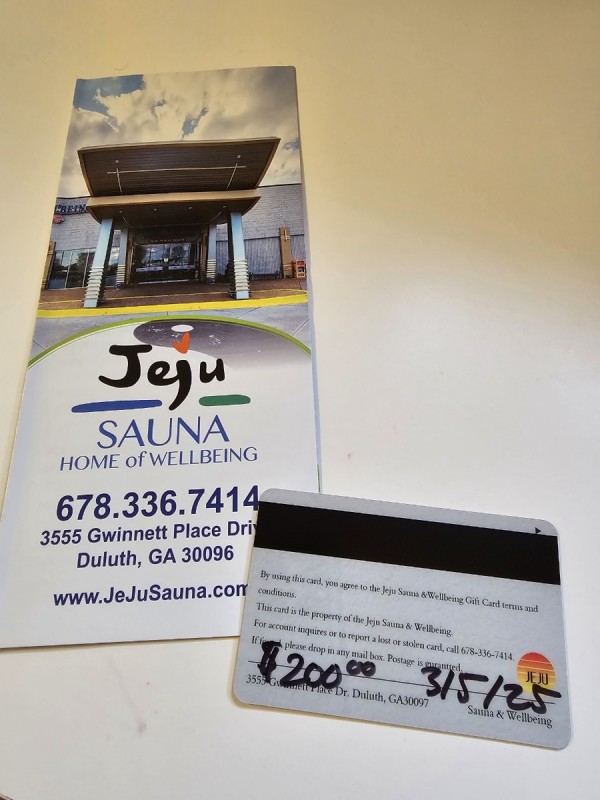 Jeju
SAUNA
HOME of WELLBEING
678.336.7414
3555 Gwinnett Place Driv
Duluth, GA 30096
www.JeJuSauna.com
By using this card, you agree to the Jeju Sauna &Wellbeing Gift Card terms and
conditions.
This card is the property of the Jeju Sauna & Wellbeing.
For account inquires or to report a lost or stolen card, call 678-336-7414.
If found, please drop in any mail box. Postage is guranted.
$200.00 3/5/25
3555 Gwinnett Place Dr. Duluth, GA30097
JEJU
Sauna & Wellbeing